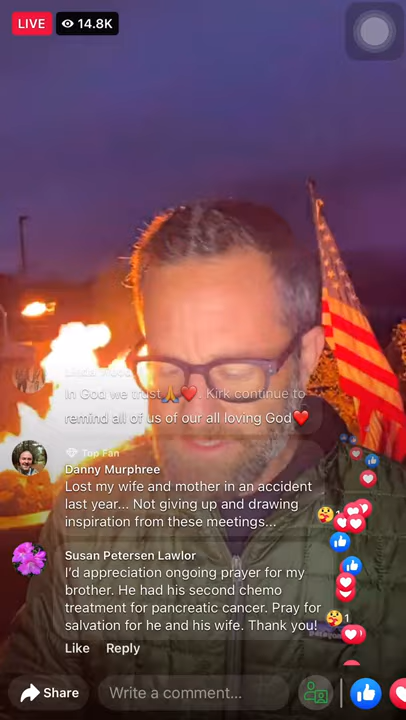 LIVE 14.8K
In God we trust🙏❤️. Kirk continue to
remind all of us of our all loving God❤️
Top Fan
Danny Murphree
Lost my wife and mother in an accident
last year... Not giving up and drawing
inspiration from these meetings...
1
Susan Petersen Lawlor
I'd appreciation ongoing prayer for my
brother. He had his second chemo
treatment for pancreatic cancer. Pray for
salvation for he and his wife. Thank you!
1
Like Reply
Share Write a comment...